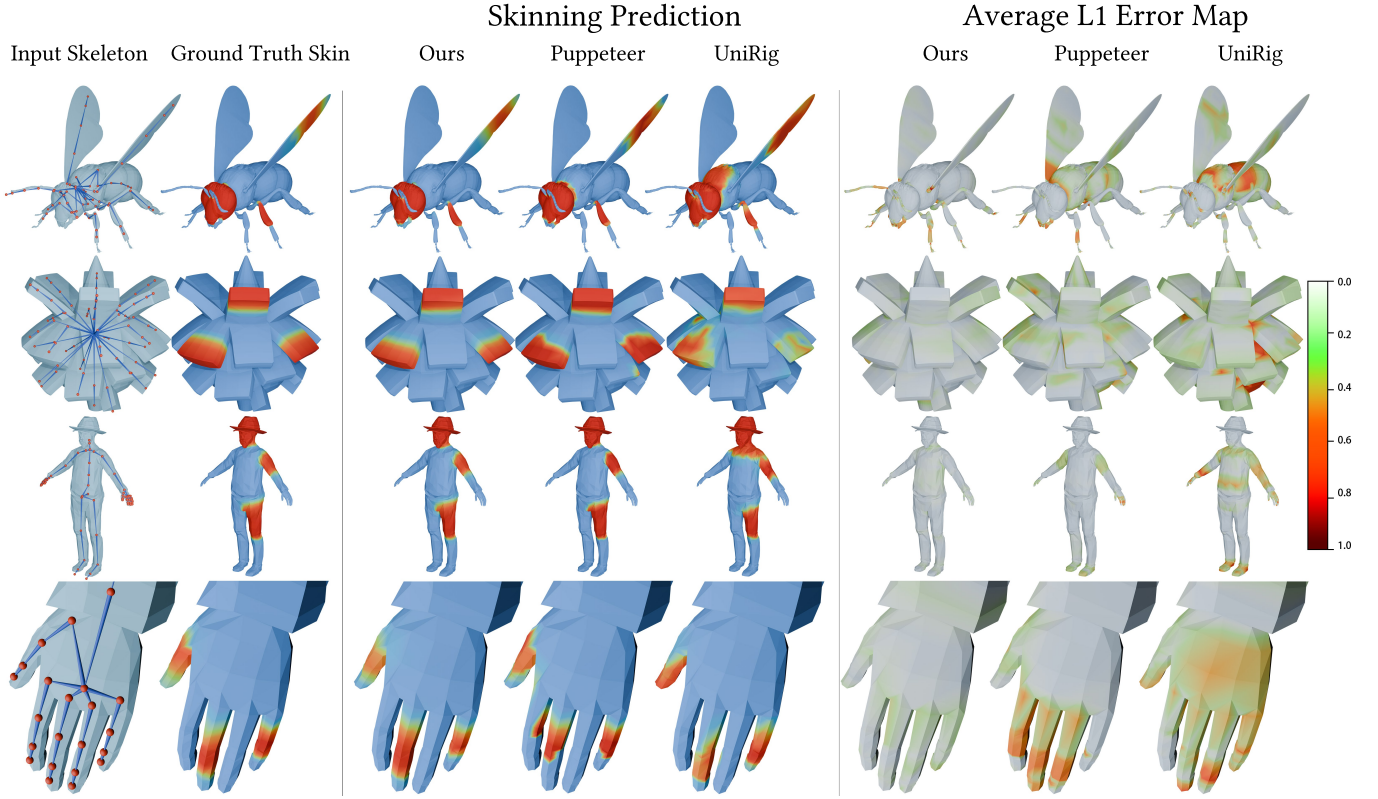 Skinning Prediction
Average L1 Error Map
Input Skeleton
Ground Truth Skin
Ours
Puppeteer
UniRig
Ours
Puppeteer
UniRig
0.0
0.2
0.4
0.6
0.8
1.0